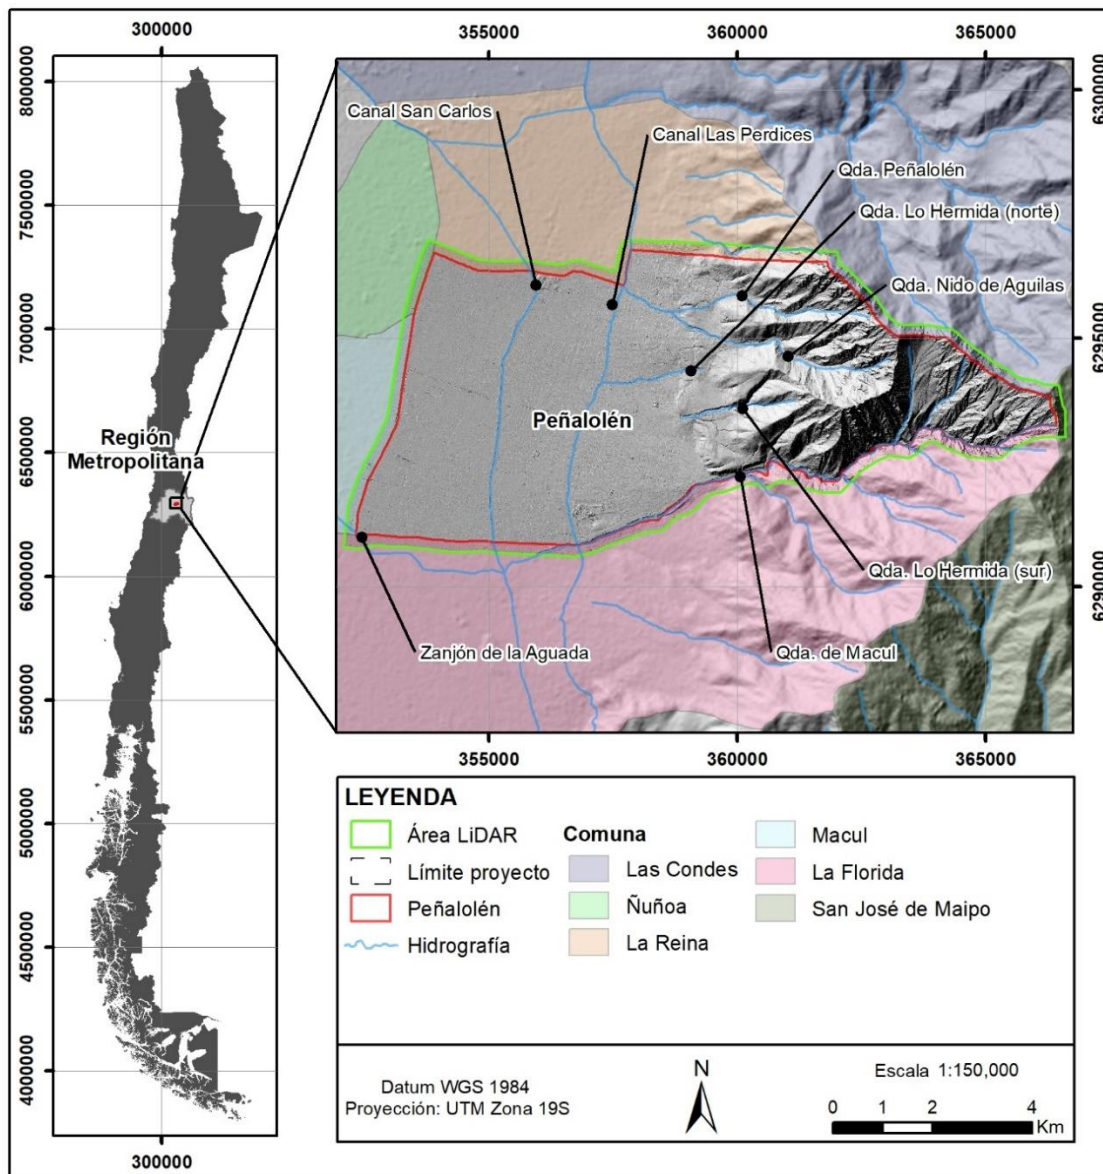 300000
8000000
7500000
7000000
6500000
6000000
5500000
5000000
4500000
4000000
300000
Región
Metropolitana
355000
360000
365000
6300000
6295000
6290000
355000
360000
365000
Canal San Carlos
Canal Las Perdices
Qda. Peñalolén
Qda. Lo Hermida (norte)
Qda. Nido de Aguilas
Peñalolén
Qda. Lo Hermida (sur)
Zanjón de la Aguada
Qda. de Macul
LEYENDA
Área LiDAR
Límite proyecto
Peñalolén
Hidrografía
Comuna
Las Condes
Ñuñoa
La Reina
Macul
La Florida
San José de Maipo
Datum WGS 1984
Proyección: UTM Zona 19S
N
Escala 1:150,000
0 1 2 4
Km